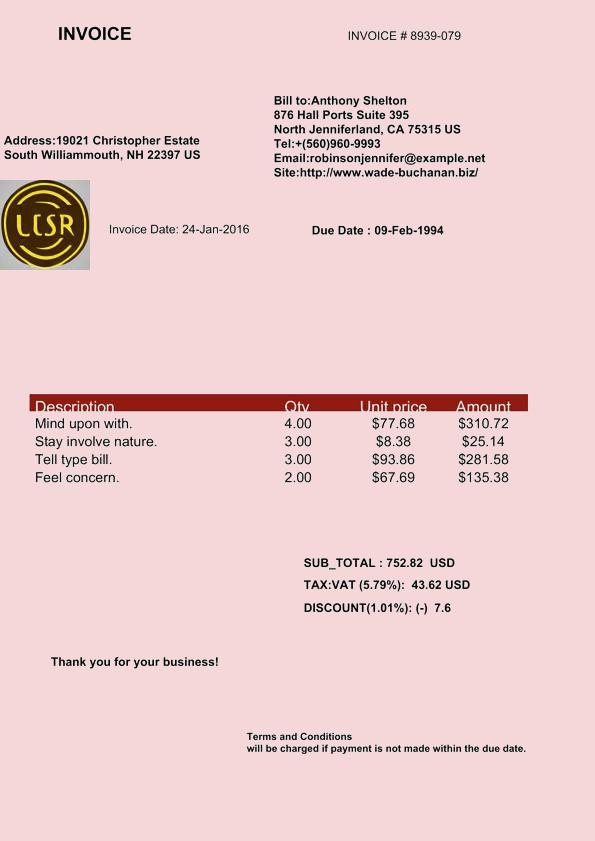 INVOICE
INVOICE # 8939-079
Bill to:Anthony Shelton
876 Hall Ports Suite 395
North Jenniferland, CA 75315 US
Tel:+(560)960-9993
Email:robinsonjennifer@example.net
Site:http://www.wade-buchanan.biz/
Address:19021 Christopher Estate
South Williammouth, NH 22397 US
LCSR
Invoice Date: 24-Jan-2016
Due Date : 09-Feb-1994
Description Qty Unit price Amount
Mind upon with. 4.00 $77.68 $310.72
Stay involve nature. 3.00 $8.38 $25.14
Tell type bill. 3.00 $93.86 $281.58
Feel concern. 2.00 $67.69 $135.38
SUB_TOTAL : 752.82 USD
TAX:VAT (5.79%): 43.62 USD
DISCOUNT(1.01%): (-) 7.6
Thank you for your business!
Terms and Conditions
will be charged if payment is not made within the due date.